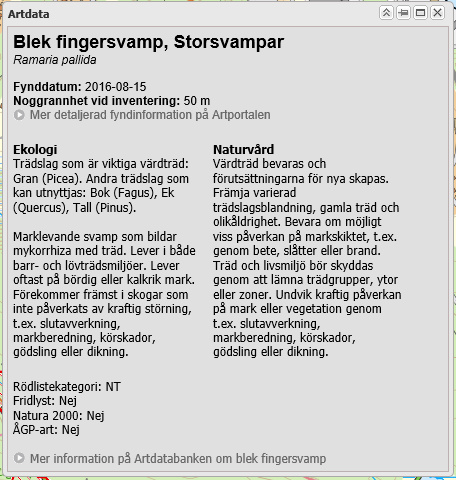 Artdata
Blek fingersvamp, Storsvampar
Ramaria pallida
Fynddatum: 2016-08-15
Noggrannhet vid inventering: 50 m
Mer detaljerad fyndinformation på Artportalen
Ekologi
Trädslag som är viktiga värdträd:
Gran (Picea). Andra trädslag som
kan utnyttjas: Bok (Fagus), Ek
(Quercus), Tall (Pinus).
Marklevande svamp som bildar
mykorrhiza med träd. Lever i både
barr- och lövträdsmiljöer. Lever
oftast på bördig eller kalkrik mark.
Förekommer främst i skogar som
inte påverkats av kraftig störning,
t.ex. slutavverkning,
markberedning, körskador,
gödsling eller dikning.
Naturvård
Värdträd bevaras och
förutsättningarna för nya skapas.
Främja varierad
trädslagsblandning, gamla träd och
olikåldrighet. Bevara om möjligt
viss påverkan på markskiktet, t.ex.
genom bete, slåtter eller brand.
Träd och livsmiljö bör skyddas
genom att lämna trädgrupper, ytor
eller zoner. Undvik kraftig påverkan
på mark eller vegetation genom
t.ex. slutavverkning,
markberedning, körskador,
gödsling eller dikning.
Rödlistekategori: NT
Fridlyst: Nej
Natura 2000: Nej
ÅGP-art: Nej
Mer information på Artdatabanken om blek fingersvamp